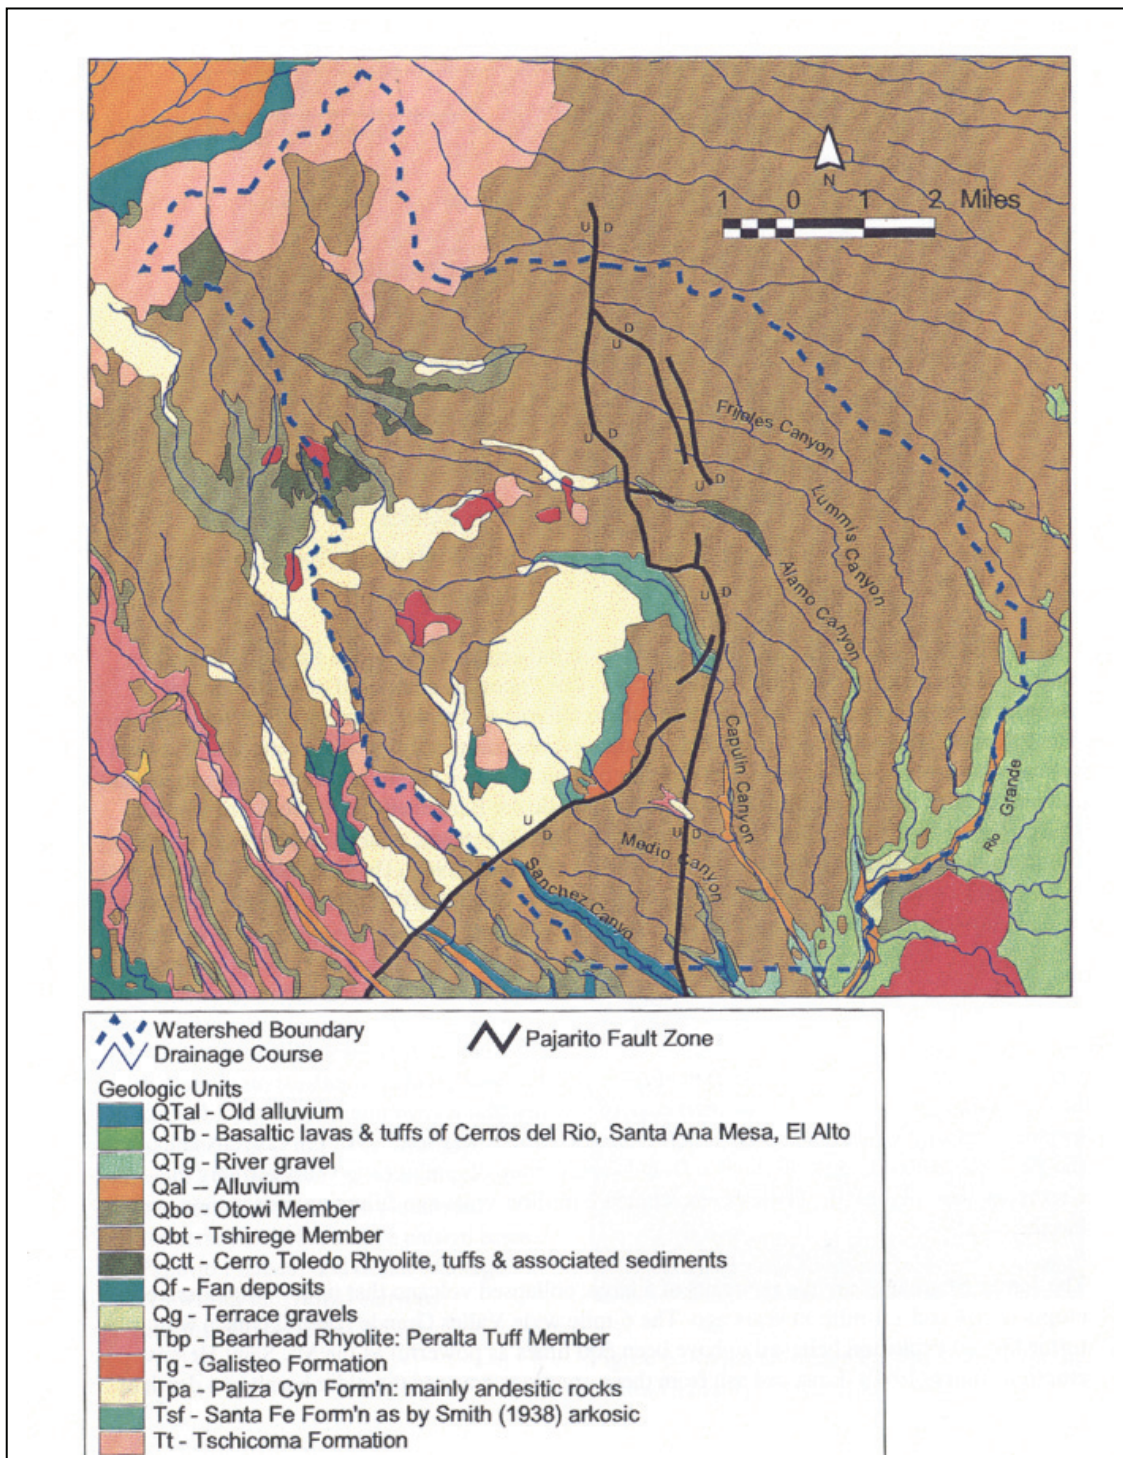 N
1 0 1 2 Miles
U D
D
U
U D
Frijoles Canyon
U D
Lummis Canyon
Alamo Canyon
U D
Capulin Canyon
Rio Grande
U D
U D
Medio Canyon
Sanchez Canyo
Watershed Boundary
Drainage Course
Pajarito Fault Zone
Geologic Units
QTal - Old alluvium
QTb - Basaltic lavas & tuffs of Cerros del Rio, Santa Ana Mesa, El Alto
QTg - River gravel
Qal -- Alluvium
Qbo - Otowi Member
Qbt - Tshirege Member
Qctt - Cerro Toledo Rhyolite, tuffs & associated sediments
Qf - Fan deposits
Qg - Terrace gravels
Tbp - Bearhead Rhyolite: Peralta Tuff Member
Tg - Galisteo Formation
Tpa - Paliza Cyn Form'n: mainly andesitic rocks
Tsf - Santa Fe Form'n as by Smith (1938) arkosic
Tt - Tschicoma Formation